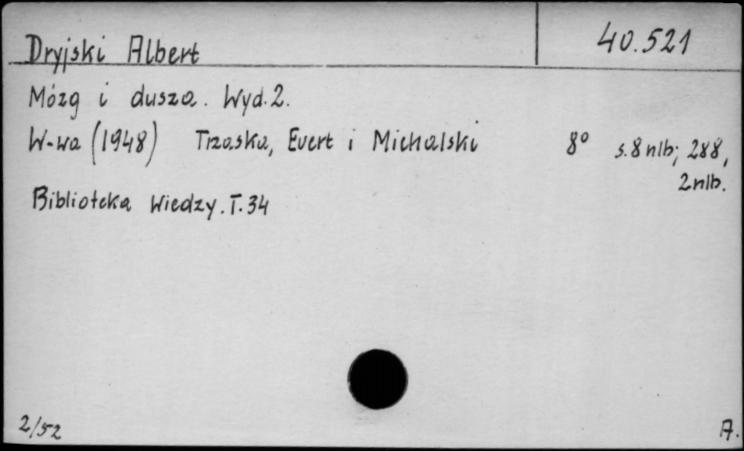 Dryjski Albert 40.521
Mózg i dusza. Wyd. 2.
W-wa (1948) Trzaska, Evert i Michalski 8° s. 8 nlb; 288,
2 nlb.
Biblioteka Wiedzy. T. 34
2/52 A.